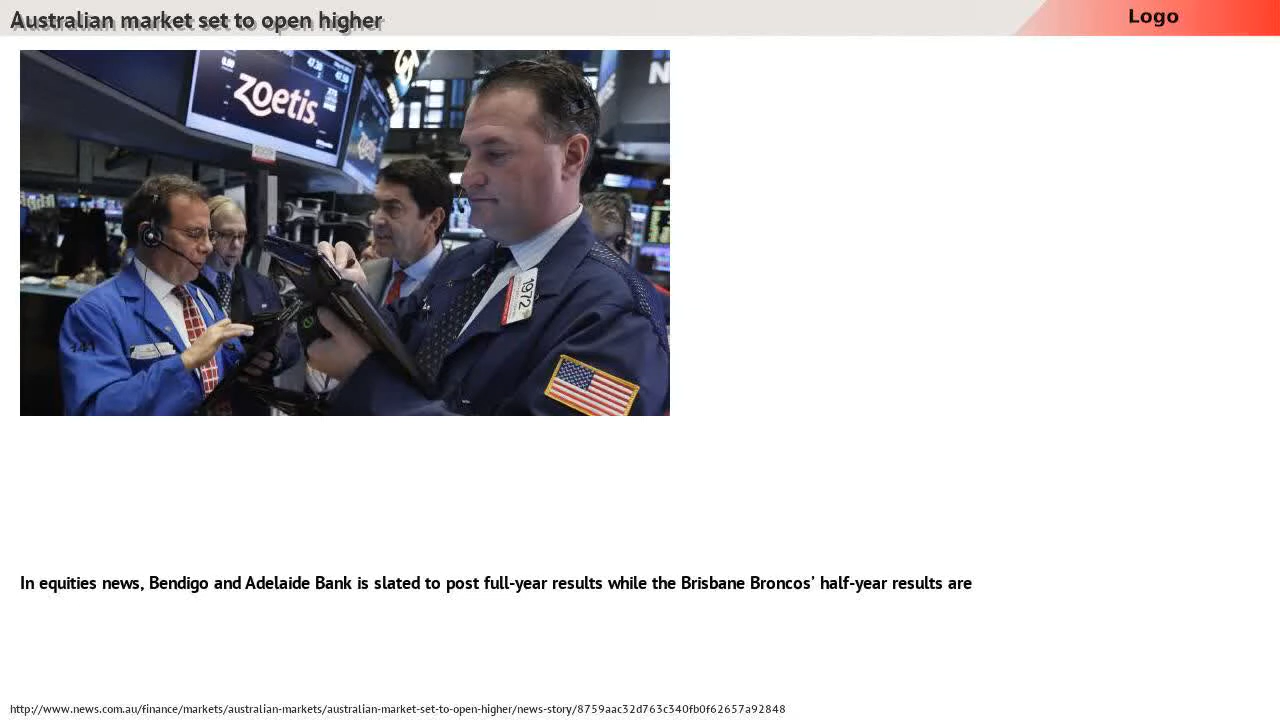 Australian market set to open higher
Logo
zoetis
N
1972
In equities news, Bendigo and Adelaide Bank is slated to post full-year results while the Brisbane Broncos’ half-year results are
http://www.news.com.au/finance/markets/australian-markets/australian-market-set-to-open-higher/news-story/8759aac32d763c340fb0f62657a92848